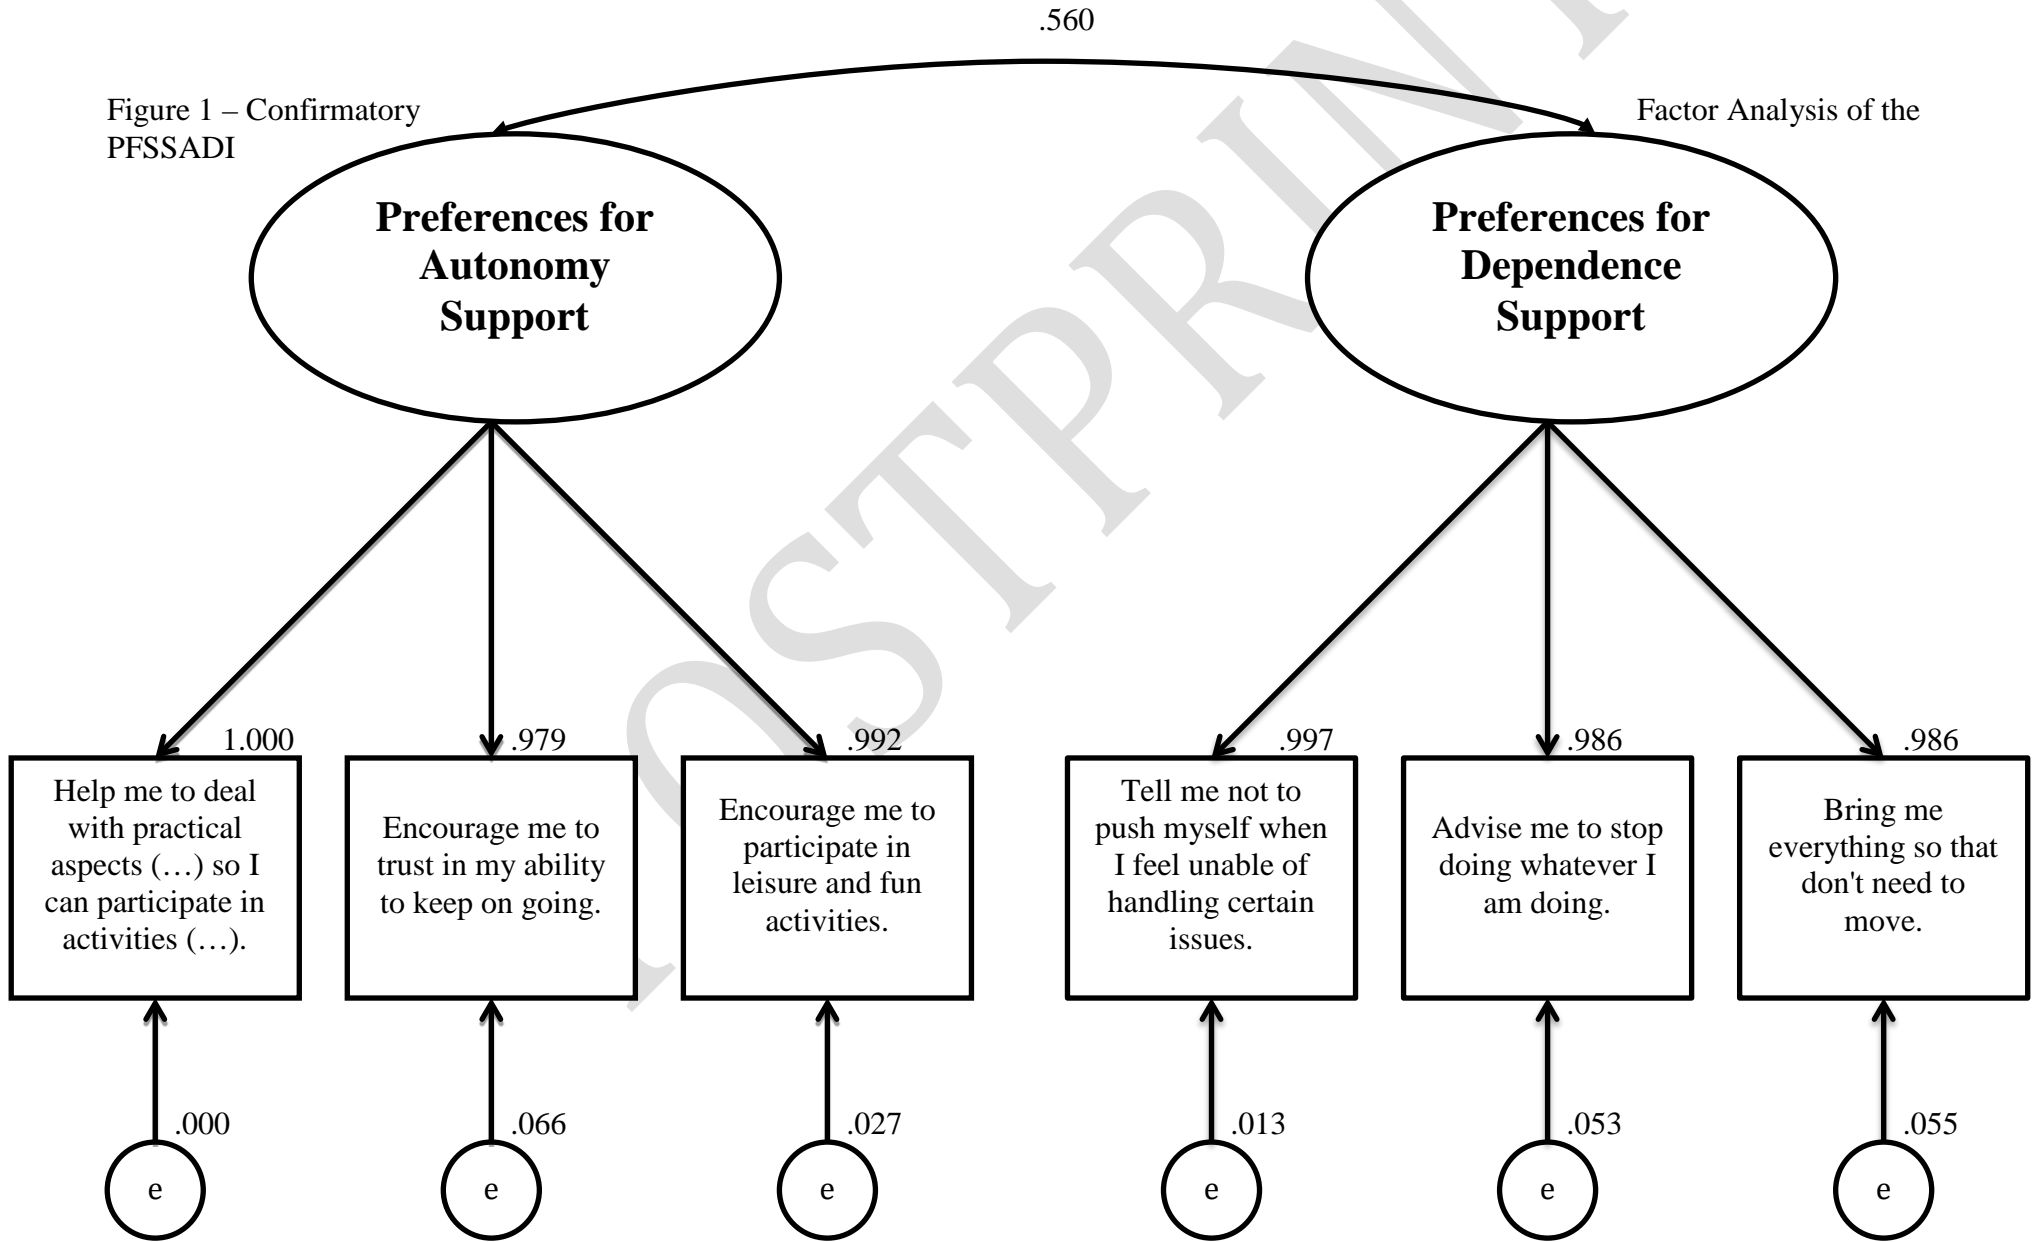 .560
Figure 1 – Confirmatory Factor Analysis of the
PFSSADI
Preferences for
Autonomy
Support
Preferences for
Dependence
Support
1.000
.979
.992
.997
.986
.986
Help me to deal
with practical
aspects (…) so I
can participate in
activities (…).
Encourage me to
trust in my ability
to keep on going.
Encourage me to
participate in
leisure and fun
activities.
Tell me not to
push myself when
I feel unable of
handling certain
issues.
Advise me to stop
doing whatever I
am doing.
Bring me
everything so that
don't need to
move.
.000
.066
.027
.013
.053
.055
e
e
e
e
e
e
POSTPRINT